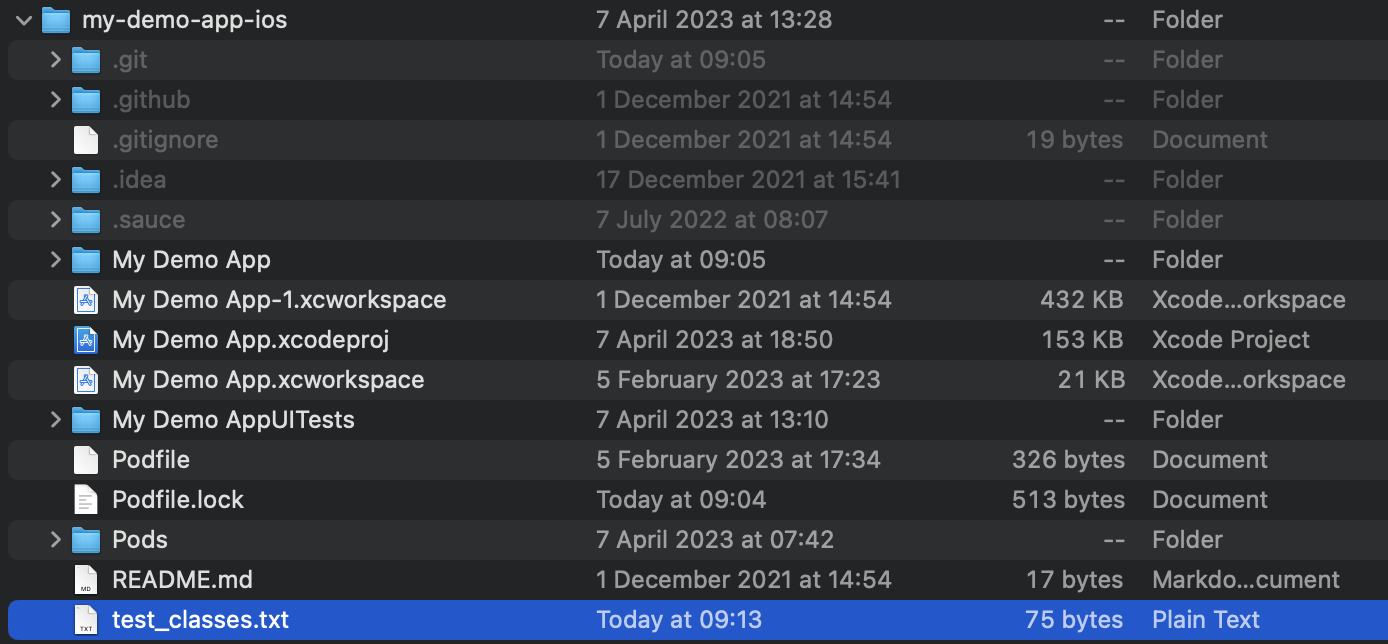 my-demo-app-ios 7 April 2023 at 13:28 -- Folder
.git Today at 09:05 -- Folder
.github 1 December 2021 at 14:54 -- Folder
.gitignore 1 December 2021 at 14:54 19 bytes Document
.idea 17 December 2021 at 15:41 -- Folder
.sauce 7 July 2022 at 08:07 -- Folder
My Demo App Today at 09:05 -- Folder
My Demo App-1.xcworkspace 1 December 2021 at 14:54 432 KB Xcode...orkspace
My Demo App.xcodeproj 7 April 2023 at 18:50 153 KB Xcode Project
My Demo App.xcworkspace 5 February 2023 at 17:23 21 KB Xcode...orkspace
My Demo AppUITests 7 April 2023 at 13:10 -- Folder
Podfile 5 February 2023 at 17:34 326 bytes Document
Podfile.lock Today at 09:04 513 bytes Document
Pods 7 April 2023 at 07:42 -- Folder
MD README.md 1 December 2021 at 14:54 17 bytes Markdo...cument
TXT test_classes.txt Today at 09:13 75 bytes Plain Text